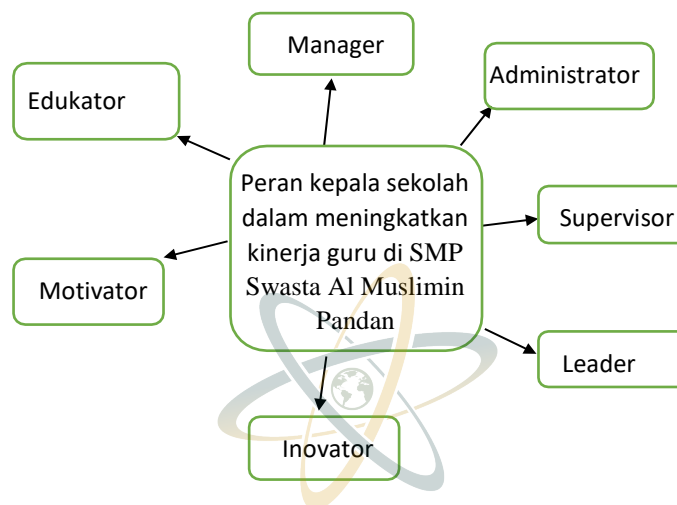 Manager
Administrator
Edukator
Peran kepala sekolah
dalam meningkatkan
kinerja guru di SMP
Swasta Al Muslimin
Pandan
Supervisor
Motivator
Leader
Inovator